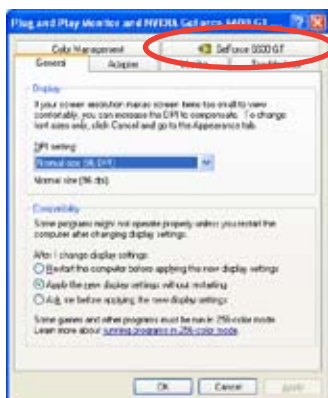 Plug and Play Monitor and NVIDIA GeForce 6600 GT
Color Management
GeForce 6600 GT
General
Adapter
Monitor
Troubleshoot
Display
If your screen resolution makes screen items too small to view
comfortably, you can increase the DPI to compensate. To change
font sizes only, click Cancel and go to the Appearance tab.
DPI setting:
Normal size (96 DPI)
Normal size (96 dpi)
Compatibility
Some programs might not operate properly unless you restart the
computer after changing display settings.
After I change display settings:
Restart the computer before applying the new display settings
Apply the new display settings without restarting
Ask me before applying the new display settings
Some games and other programs must be run in 256-color mode.
Learn more about running programs in 256-color mode.
OK
Cancel
Apply